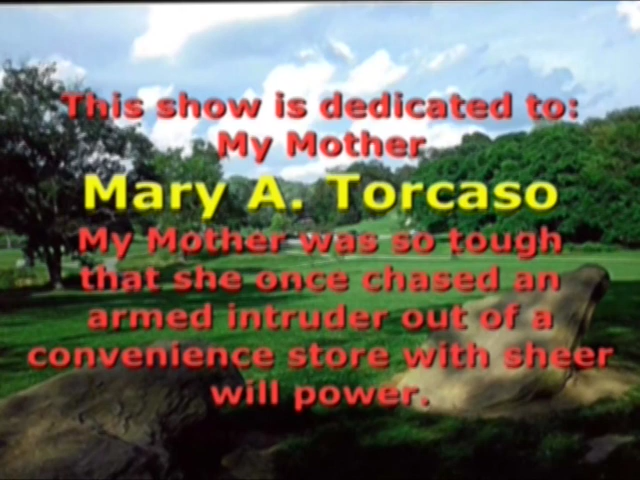 This show is dedicated to:
My Mother
Mary A. Torcaso
My Mother was so tough
that she once chased an
armed intruder out of a
convenience store with sheer
will power.